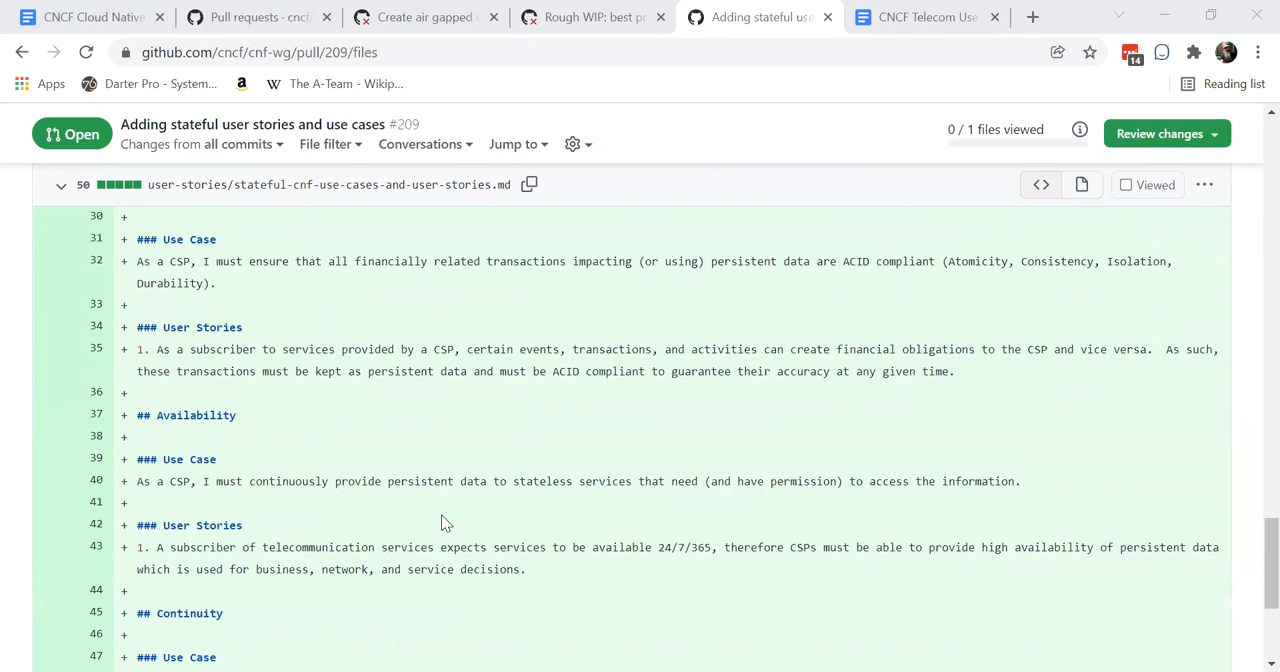 CNCF Cloud Native
Pull requests · cncf/
Create air gapped
Rough WIP: best pr
Adding stateful use
CNCF Telecom Use
github.com/cncf/cnf-wg/pull/209/files
14
Apps
Darter Pro - System...
The A-Team - Wikip...
Reading list
Open
Adding stateful user stories and use cases #209
Changes from all commits
File filter
Conversations
Jump to
0 / 1 files viewed
Review changes
50
user-stories/stateful-cnf-use-cases-and-user-stories.md
Viewed
30 +
31 + ### Use Case
32 + As a CSP, I must ensure that all financially related transactions impacting (or using) persistent data are ACID compliant (Atomicity, Consistency, Isolation,
Durability).
33 +
34 + ### User Stories
35 + 1. As a subscriber to services provided by a CSP, certain events, transactions, and activities can create financial obligations to the CSP and vice versa.  As such,
these transactions must be kept as persistent data and must be ACID compliant to guarantee their accuracy at any given time.
36 +
37 + ## Availability
38 +
39 + ### Use Case
40 + As a CSP, I must continuously provide persistent data to stateless services that need (and have permission) to access the information.
41 +
42 + ### User Stories
43 + 1. A subscriber of telecommunication services expects services to be available 24/7/365, therefore CSPs must be able to provide high availability of persistent data
which is used for business, network, and service decisions.
44 +
45 + ## Continuity
46 +
47 + ### Use Case